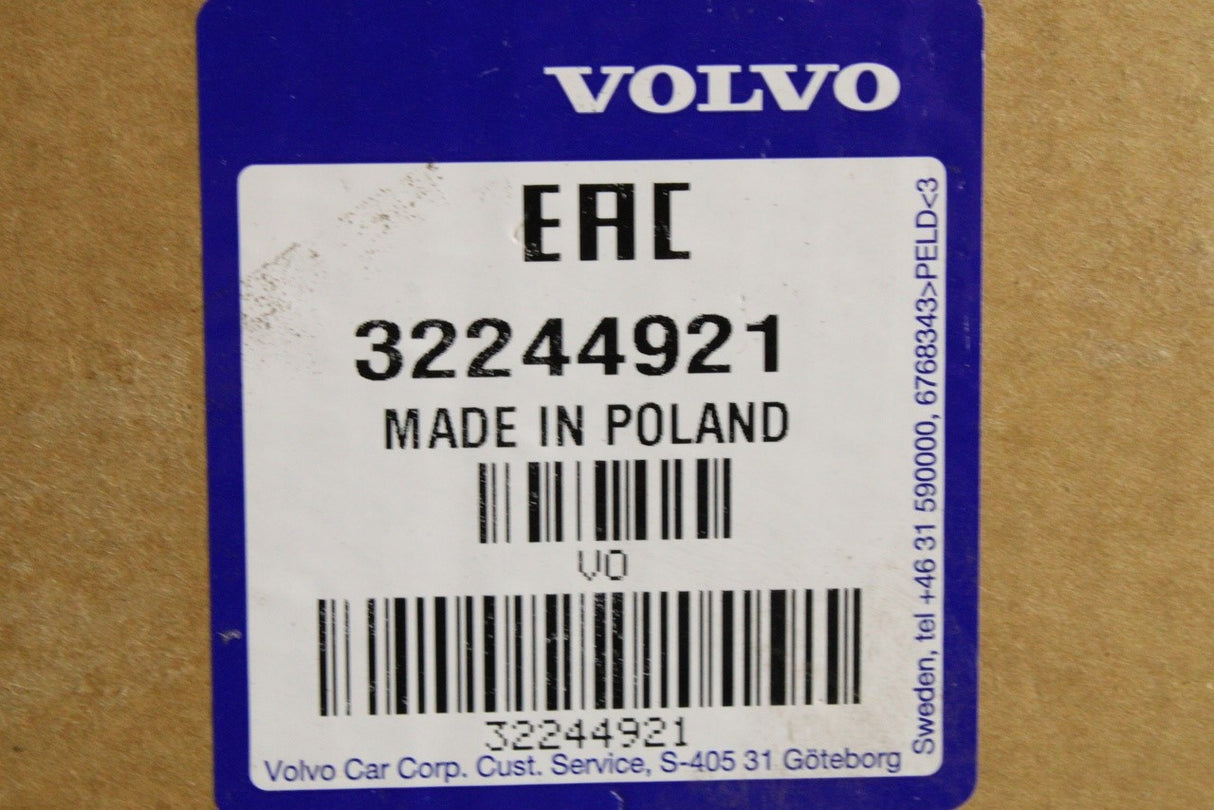 VOLVO
EAC
32244921
MADE IN POLAND
VO
32244921
Volvo Car Corp. Cust. Service, S-405 31 Göteborg
Sweden, tel +46 31 590000, 6768343>PELD<3